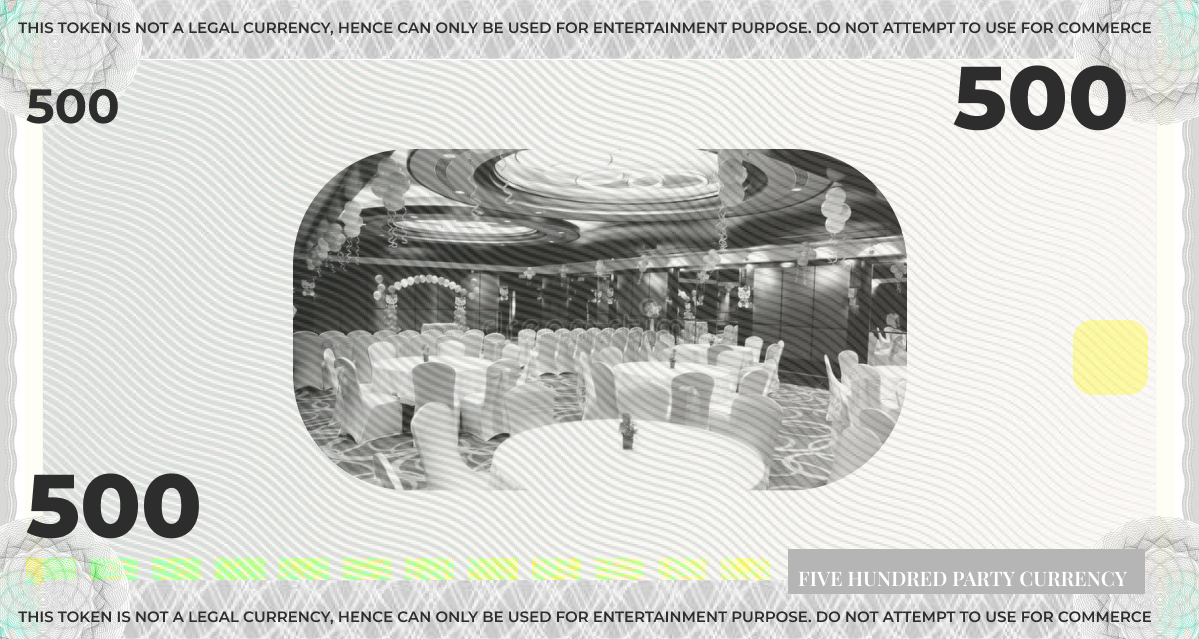 THIS TOKEN IS NOT A LEGAL CURRENCY, HENCE CAN ONLY BE USED FOR ENTERTAINMENT PURPOSE. DO NOT ATTEMPT TO USE FOR COMMERCE
500
500
500
FIVE HUNDRED PARTY CURRENCY
THIS TOKEN IS NOT A LEGAL CURRENCY, HENCE CAN ONLY BE USED FOR ENTERTAINMENT PURPOSE. DO NOT ATTEMPT TO USE FOR COMMERCE